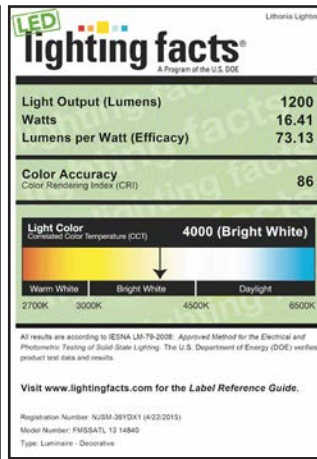 LED
Lithonia Lighting
lighting facts®
A Program of the U.S. DOE
Light Output (Lumens) 1200
Watts 16.41
Lumens per Watt (Efficacy) 73.13
Color Accuracy
Color Rendering Index (CRI) 86
Light Color
Correlated Color Temperature (CCT) 4000 (Bright White)
Warm White Bright White Daylight
2700K 3000K 4500K 6500K
All results are according to IESNA LM-79-2008: Approved Method for the Electrical and
Photometric Testing of Solid-State Lighting. The U.S. Department of Energy (DOE) verifies
product test data and results.
Visit www.lightingfacts.com for the Label Reference Guide.
Registration Number: NJSM-36YDX1 (4/22/2015)
Model Number: FMSSATL 13 14840
Type: Luminaire - Decorative